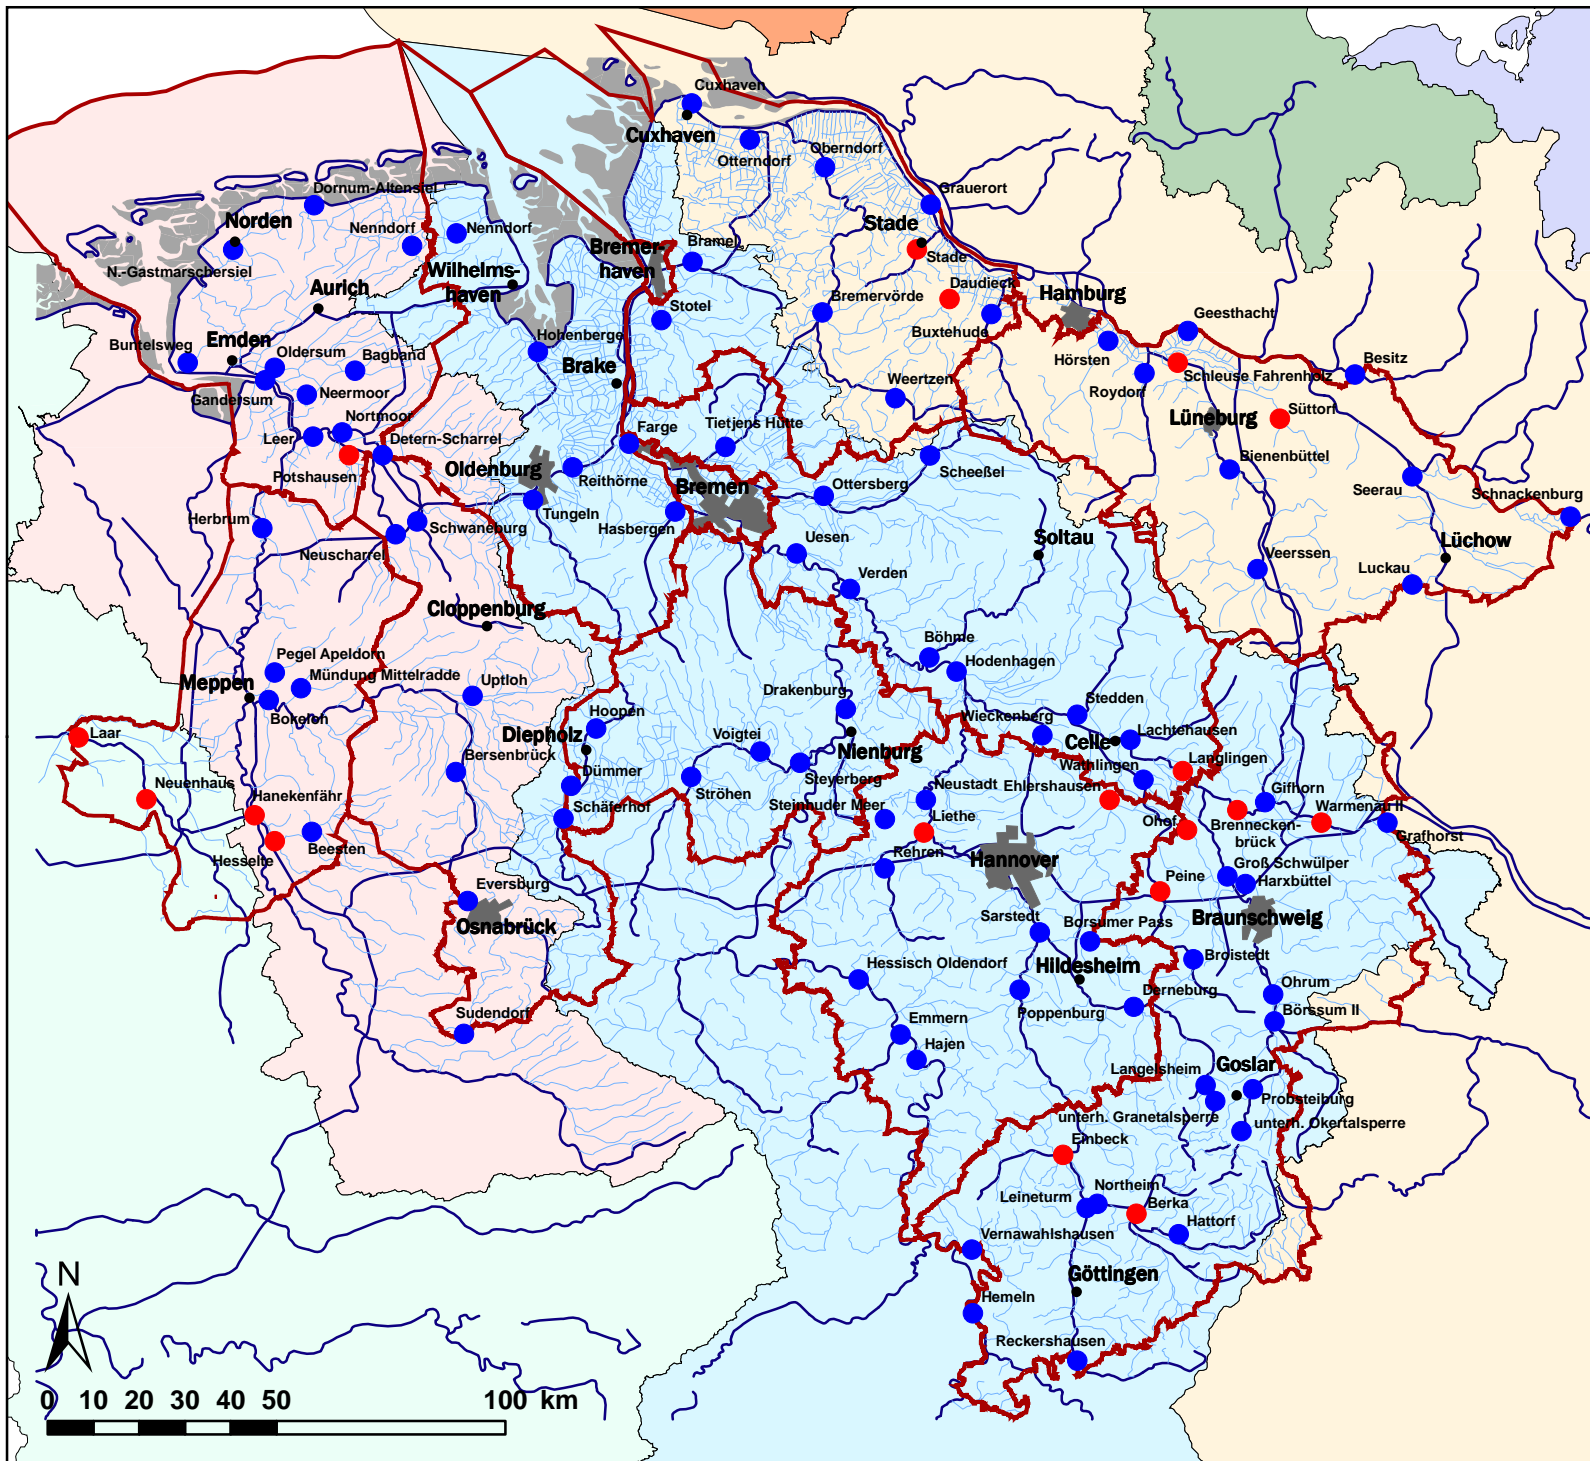 Cuxhaven
Cuxhaven
Otterndorf
Oberndorf
Dornum-Altensiel
Grauerort
Norden
Nenndorf
Nenndorf
Stade
Stade
Bremer-
haven
Bramel
N.-Gastmarschersiel
Wilhelms-
haven
Aurich
Daudieck
Hamburg
Bremervörde
Stotel
Buxtehude
Geesthacht
Emden
Buntelsweg
Oldersum
Bagband
Hohenberge
Brake
Hörsten
Besitz
Roydorf
Schleuse Fahrenholz
Gandersum
Neermoor
Weertzen
Lüneburg
Süttorf
Nortmoor
Leer
Detern-Scharrel
Farge
Tietjens Hütte
Potshausen
Oldenburg
Reithörne
Bremen
Scheeßel
Bienenbüttel
Ottersberg
Seerau
Schnackenburg
Herbrum
Schwaneburg
Tungeln
Hasbergen
Neuscharrel
Uesen
Soltau
Lüchow
Veerssen
Luckau
Verden
Cloppenburg
Böhme
Hodenhagen
Pegel Apeldorn
Mündung Mittelradde
Meppen
Bokeloh
Uptloh
Drakenburg
Stedden
Hoopen
Wieckenberg
Laar
Diepholz
Voigtei
Nienburg
Celle
Lachtehausen
Bersenbrück
Steyerberg
Wathlingen
Langlingen
Neuenhaus
Dümmer
Ströhen
Neustadt
Ehlershausen
Gifhorn
Hanekenfähr
Schäferhof
Steinhuder Meer
Liethe
Warmenau II
Ohof
Brennecken-
brück
Grafhorst
Hesselte
Beesten
Rehren
Hannover
Groß Schwülper
Peine
Harxbüttel
Eversburg
Osnabrück
Sarstedt
Borsumer Pass
Braunschweig
Hessisch Oldendorf
Hildesheim
Broistedt
Derneburg
Ohrum
Sudendorf
Emmern
Poppenburg
Börssum II
Hajen
Langelsheim
Goslar
Probsteiburg
unterh. Granetalsperre
unterh. Okertalsperre
Einbeck
Leineturm
Northeim
Berka
Hattorf
Vernawahlshausen
Göttingen
N
Hemeln
Reckershausen
0 10 20 30 40 50 100 km